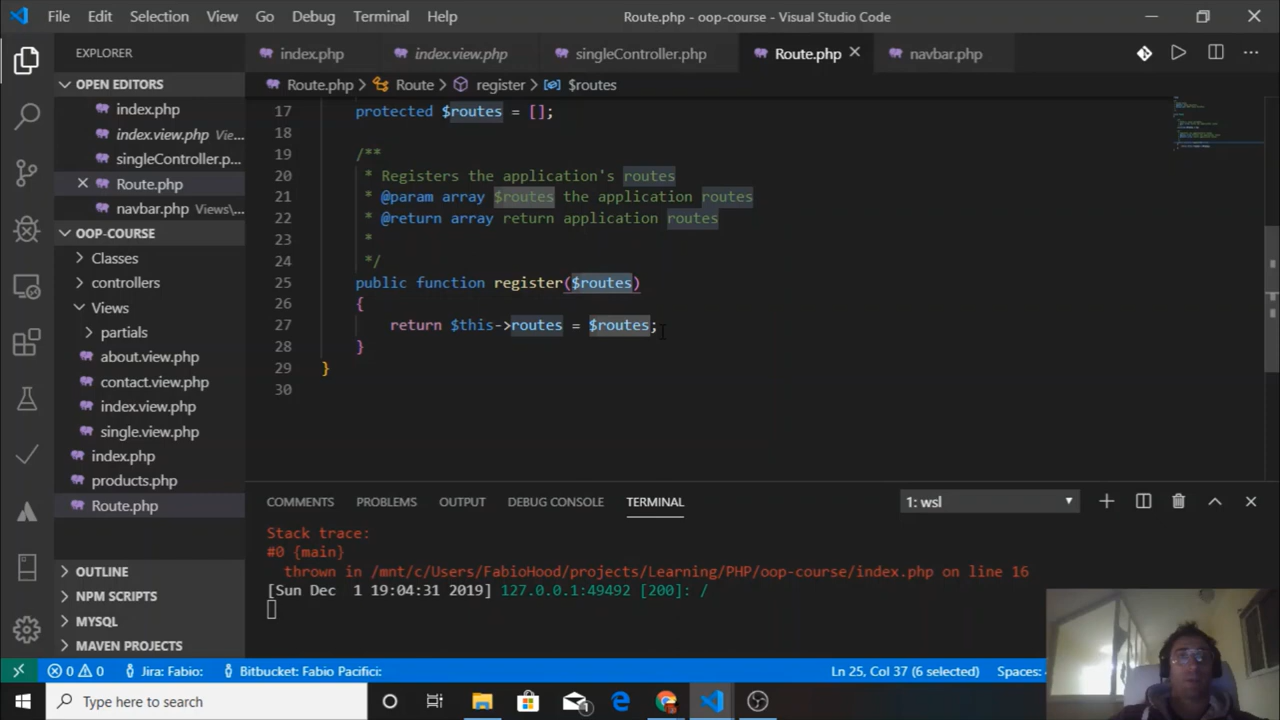 File Edit Selection View Go Debug Terminal Help
Route.php - oop-course - Visual Studio Code
EXPLORER
index.php index.view.php singleController.php Route.php navbar.php
OPEN EDITORS
Route.php > Route > register > $routes
index.php
index.view.php Vie...
singleController.p...
Route.php
navbar.php Views\...
OOP-COURSE
Classes
controllers
Views
partials
about.view.php
contact.view.php
index.view.php
single.view.php
index.php
products.php
Route.php
OUTLINE
NPM SCRIPTS
MYSQL
MAVEN PROJECTS
17 protected $routes = [];
18
19 /**
20 * Registers the application's routes
21 * @param array $routes the application routes
22 * @return array return application routes
23 *
24 */
25 public function register($routes)
26 {
27 return $this->routes = $routes;
28 }
29 }
30
COMMENTS PROBLEMS OUTPUT DEBUG CONSOLE TERMINAL 1: wsl
Stack trace:
#0 {main}
thrown in /mnt/c/Users/FabioHood/projects/Learning/PHP/oop-course/index.php on line 16
[Sun Dec 1 19:04:31 2019] 127.0.0.1:49492 [200]: /
0 0 Jira: Fabio: Bitbucket: Fabio Pacifici: Ln 25, Col 37 (6 selected) Spaces:
Type here to search 1